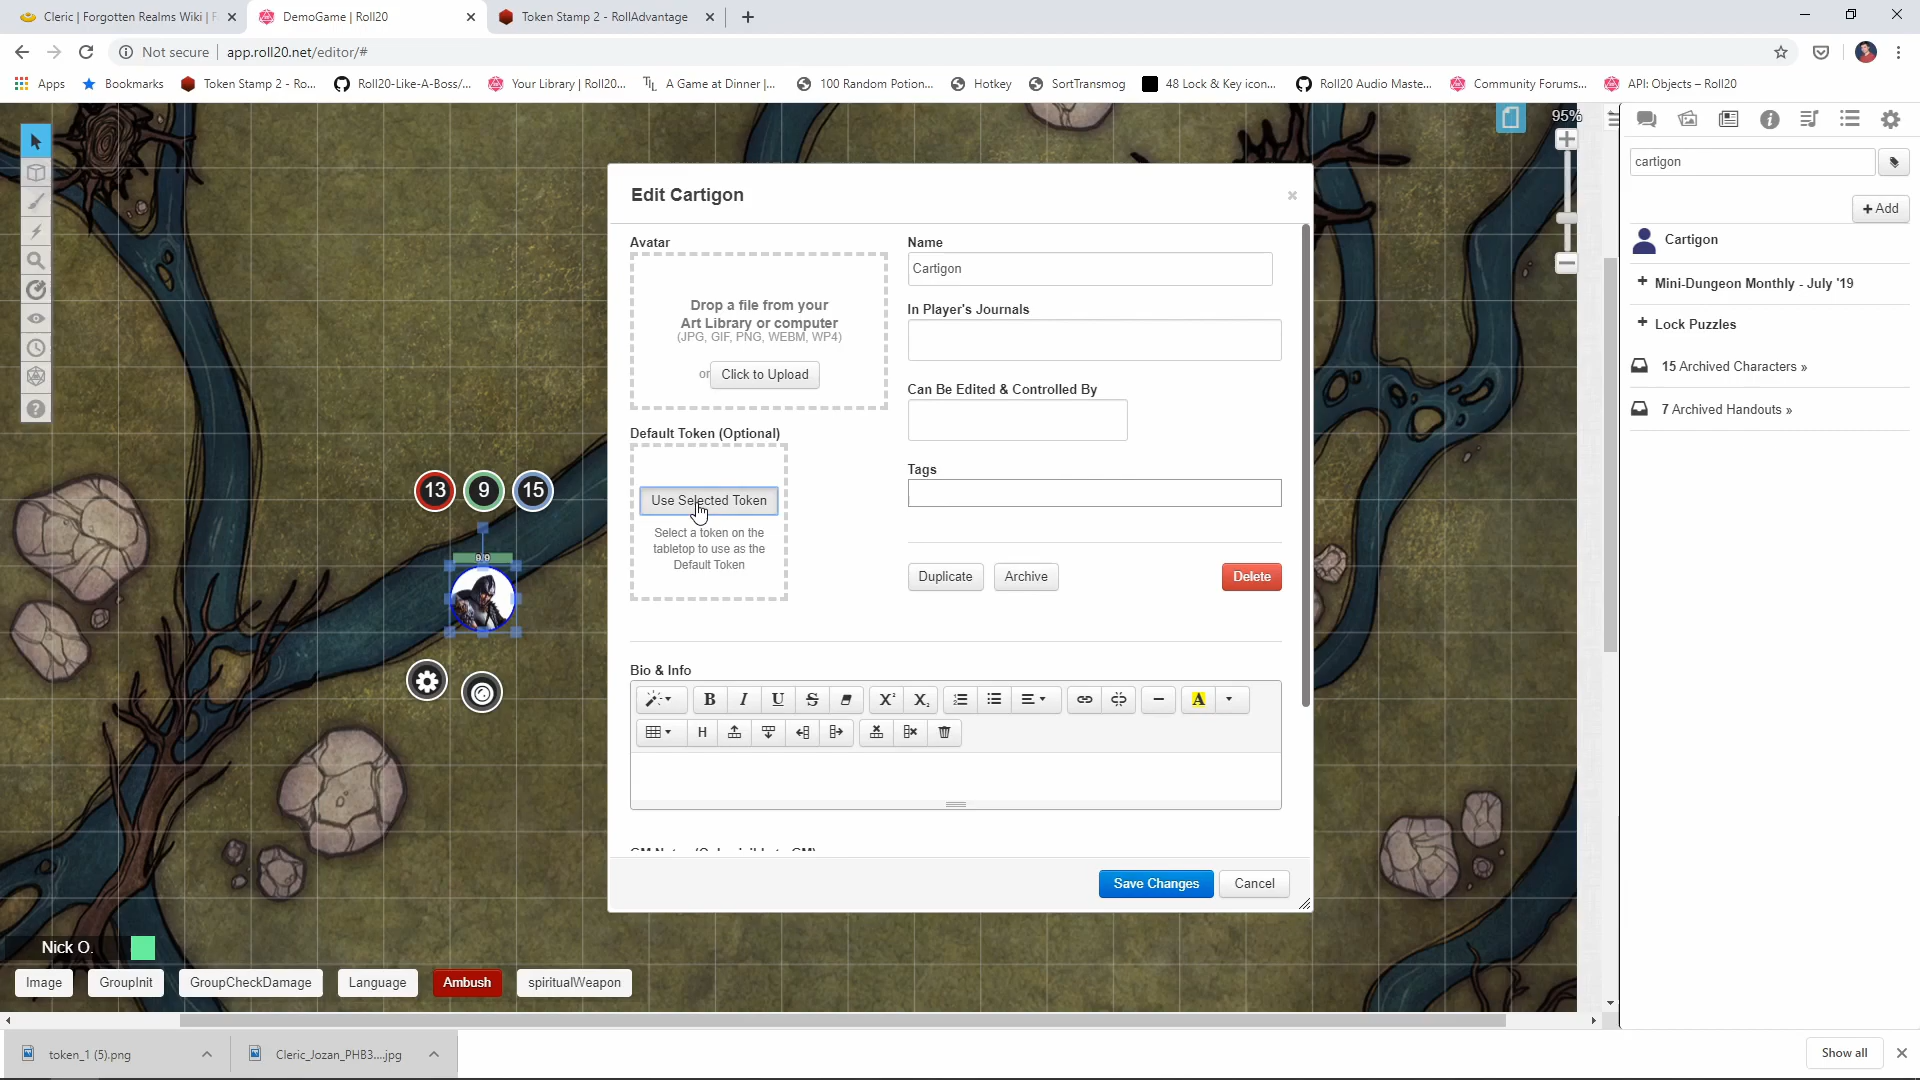 Cleric | Forgotten Realms Wiki | F
DemoGame | Roll20
Token Stamp 2 - RollAdvantage
Not secure | app.roll20.net/editor/#
Apps
Bookmarks
Token Stamp 2 - Ro...
Roll20-Like-A-Boss/...
Your Library | Roll20...
TL A Game at Dinner |...
100 Random Potion...
Hotkey
SortTransmog
48 Lock & Key icon...
Roll20 Audio Maste...
Community Forums...
API: Objects – Roll20
95%
cartigon
+ Add
Cartigon
+ Mini-Dungeon Monthly - July '19
+ Lock Puzzles
15 Archived Characters »
7 Archived Handouts »
Edit Cartigon
Avatar
Drop a file from your
Art Library or computer
(JPG, GIF, PNG, WEBM, WP4)
or Click to Upload
Default Token (Optional)
Use Selected Token
Select a token on the
tabletop to use as the
Default Token
Name
Cartigon
In Player's Journals
Can Be Edited & Controlled By
Tags
Duplicate
Archive
Delete
Bio & Info
B I U S X² X₂
A
H
Save Changes
Cancel
13 9 15
9/9
Nick O.
Image
GroupInit
GroupCheckDamage
Language
Ambush
spiritualWeapon
token_1 (5).png
Cleric_Jozan_PHB3....jpg
Show all